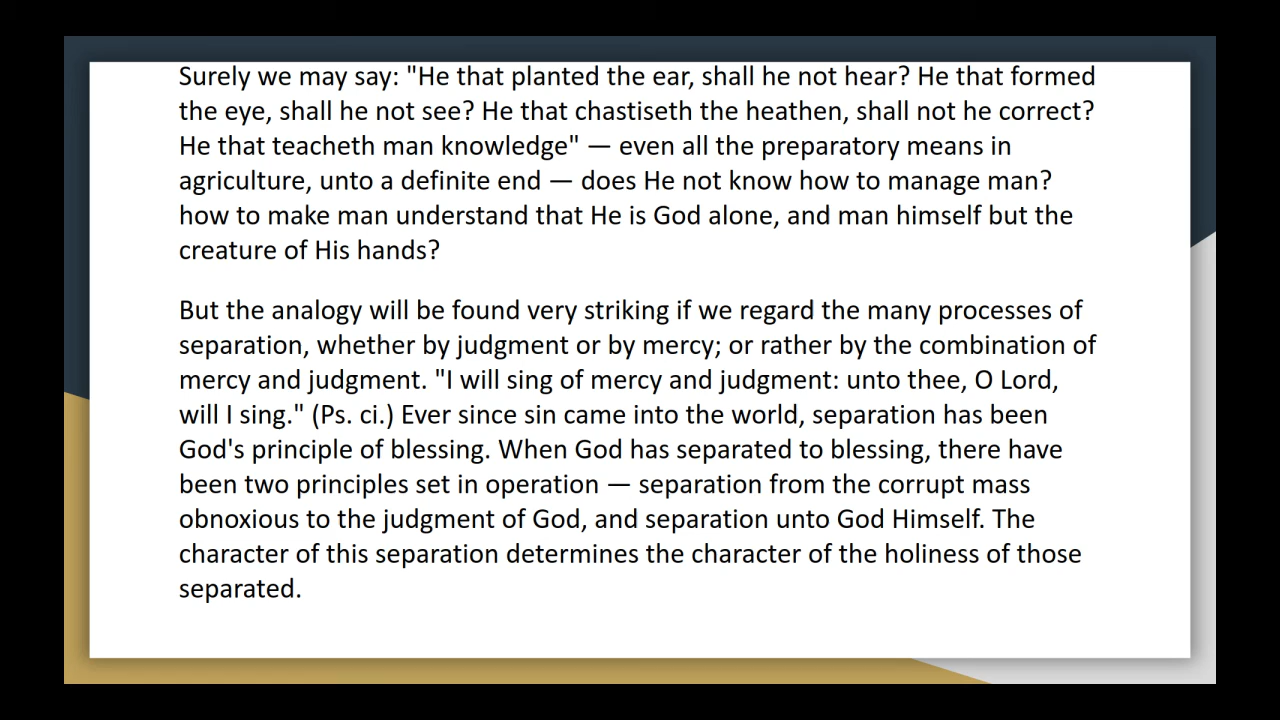 Surely we may say: "He that planted the ear, shall he not hear? He that formed
the eye, shall he not see? He that chastiseth the heathen, shall not he correct?
He that teacheth man knowledge" — even all the preparatory means in
agriculture, unto a definite end — does He not know how to manage man?
how to make man understand that He is God alone, and man himself but the
creature of His hands?
But the analogy will be found very striking if we regard the many processes of
separation, whether by judgment or by mercy; or rather by the combination of
mercy and judgment. "I will sing of mercy and judgment: unto thee, O Lord,
will I sing." (Ps. ci.) Ever since sin came into the world, separation has been
God's principle of blessing. When God has separated to blessing, there have
been two principles set in operation — separation from the corrupt mass
obnoxious to the judgment of God, and separation unto God Himself. The
character of this separation determines the character of the holiness of those
separated.